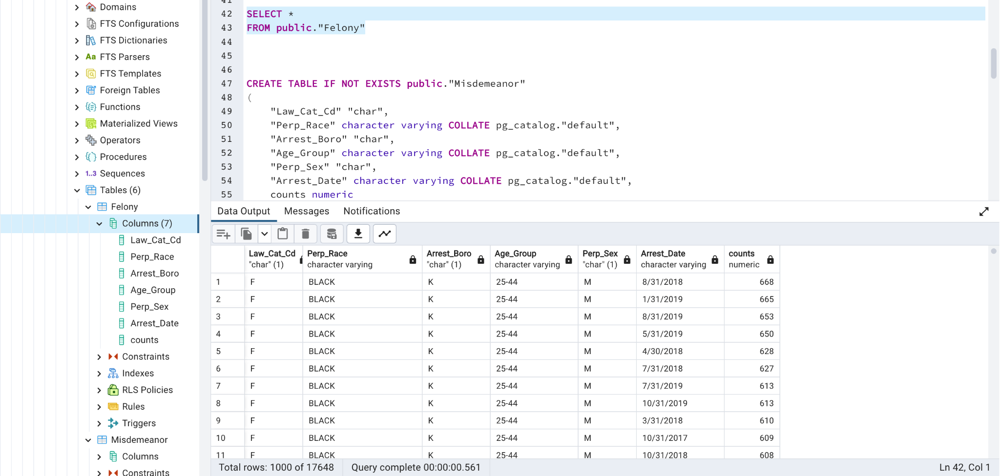 Domains
FTS Configurations
FTS Dictionaries
Aa FTS Parsers
FTS Templates
Foreign Tables
Functions
Materialized Views
Operators
Procedures
1..3 Sequences
Tables (6)
Felony
Columns (7)
Law_Cat_Cd
Perp_Race
Arrest_Boro
Age_Group
Perp_Sex
Arrest_Date
counts
Constraints
Indexes
RLS Policies
Rules
Triggers
Misdemeanor
Columns
Constraints
41
42 SELECT *
43 FROM public."Felony"
44
45
46
47 CREATE TABLE IF NOT EXISTS public."Misdemeanor"
48 (
49 "Law_Cat_Cd" "char",
50 "Perp_Race" character varying COLLATE pg_catalog."default",
51 "Arrest_Boro" "char",
52 "Age_Group" character varying COLLATE pg_catalog."default",
53 "Perp_Sex" "char",
54 "Arrest_Date" character varying COLLATE pg_catalog."default",
55 counts numeric
Data Output Messages Notifications
Law_Cat_Cd Perp_Race Arrest_Boro Age_Group Perp_Sex Arrest_Date counts
"char" (1) character varying "char" (1) character varying "char" (1) character varying numeric
1 F BLACK K 25-44 M 8/31/2018 668
2 F BLACK K 25-44 M 1/31/2019 665
3 F BLACK K 25-44 M 8/31/2019 653
4 F BLACK K 25-44 M 5/31/2019 650
5 F BLACK K 25-44 M 4/30/2018 628
6 F BLACK K 25-44 M 7/31/2018 627
7 F BLACK K 25-44 M 7/31/2019 613
8 F BLACK K 25-44 M 10/31/2019 613
9 F BLACK K 25-44 M 3/31/2018 610
10 F BLACK K 25-44 M 10/31/2017 609
11 F BLACK K 25-44 M 10/31/2018 608
Total rows: 1000 of 17648 Query complete 00:00:00.561 Ln 42, Col 1